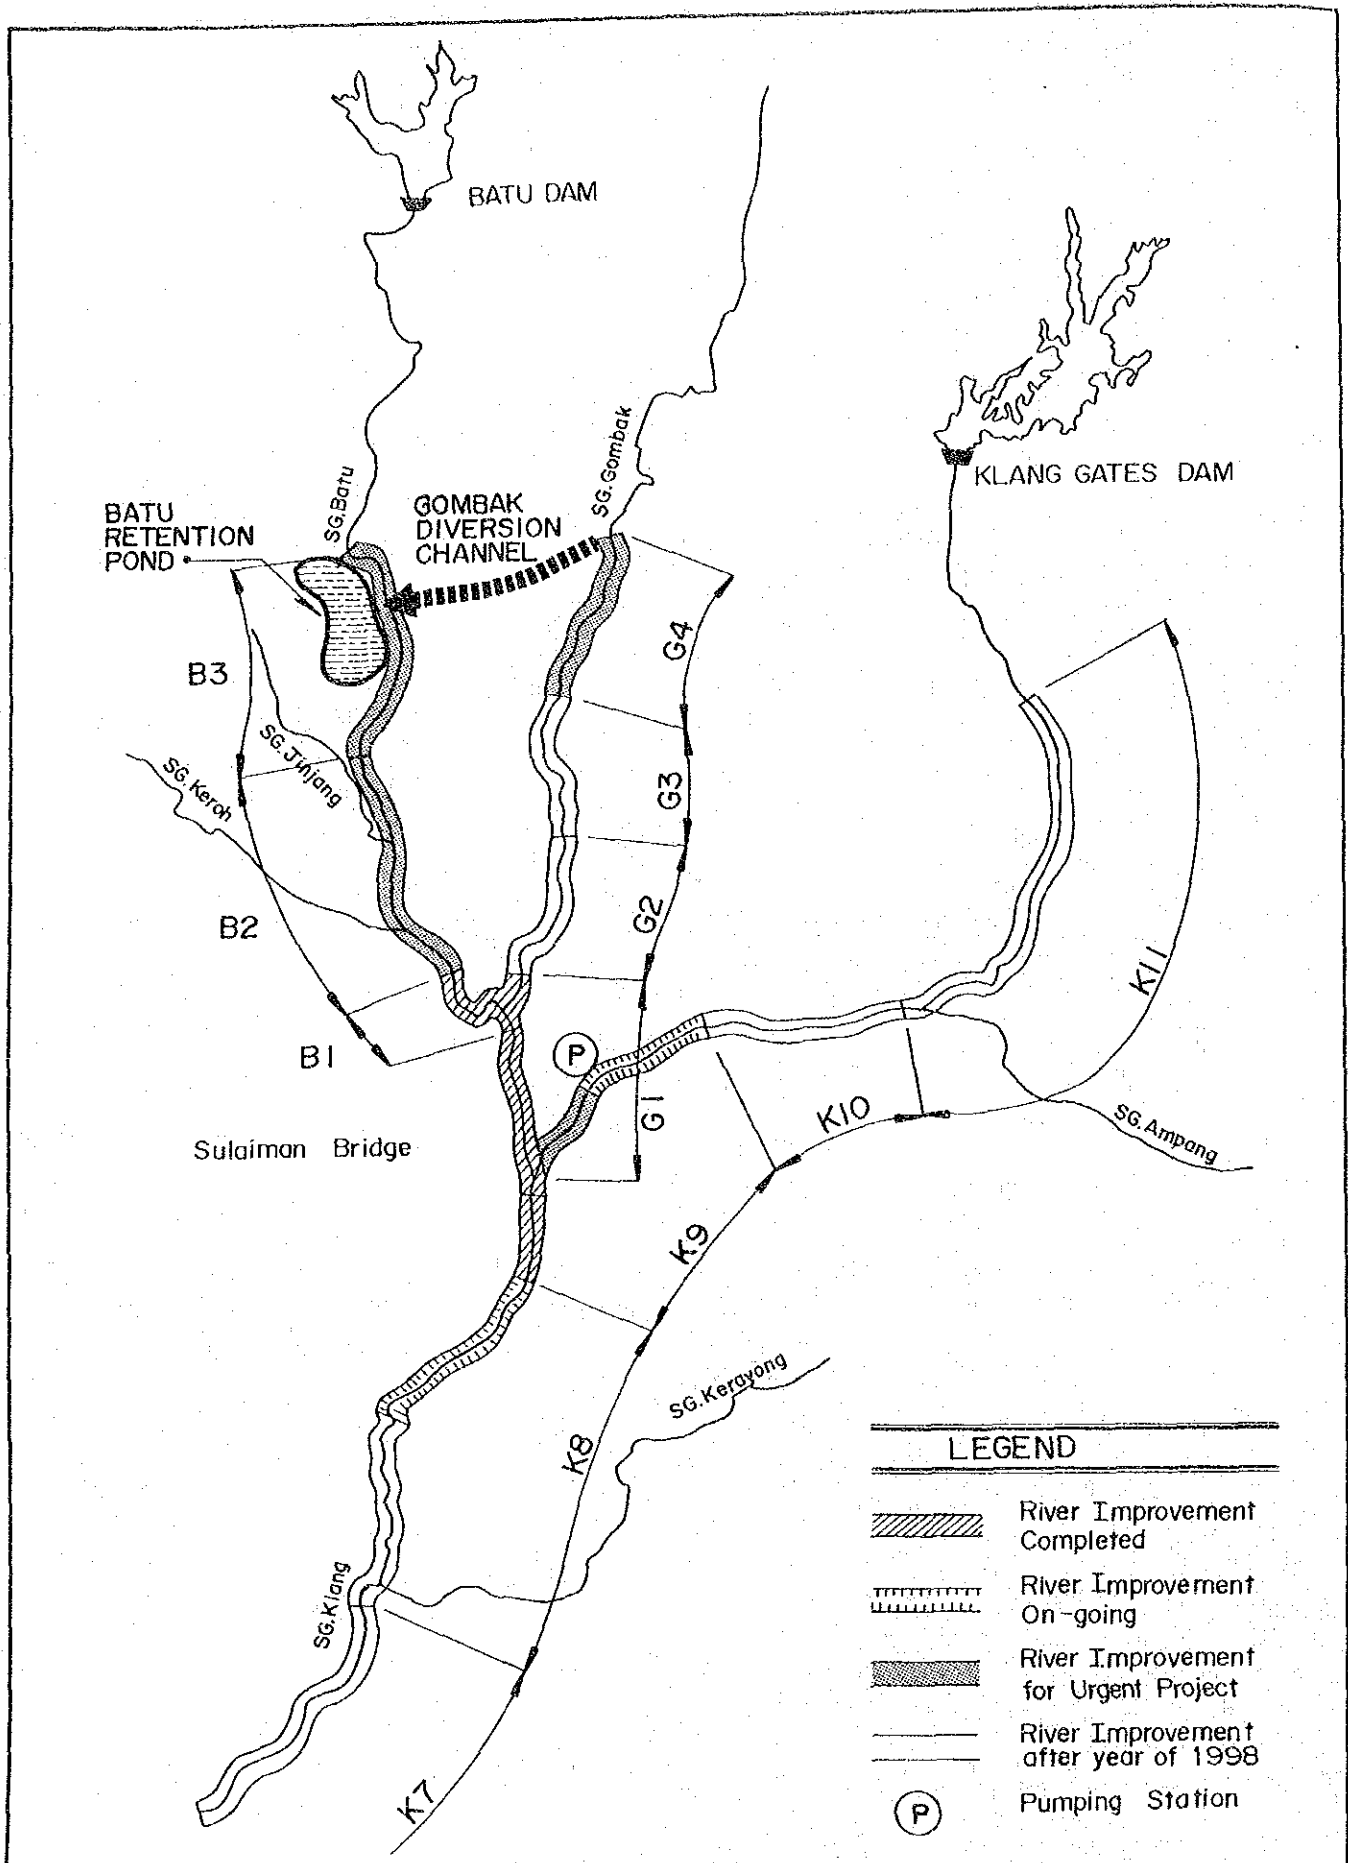 BATU DAM
KLANG GATES DAM
SG.Gombak
SG.Batu
GOMBAK
DIVERSION
CHANNEL
BATU
RETENTION
POND
B3
G4
SG.Jinjang
SG.Keroh
G3
B2
G2
K11
B1
G1
K10
SG.Ampang
Sulaiman Bridge
K9
SG.Kerayong
K8
SG.Klang
K7
P
LEGEND
River Improvement
Completed
River Improvement
On-going
River Improvement
for Urgent Project
River Improvement
after year of 1998
P
Pumping Station